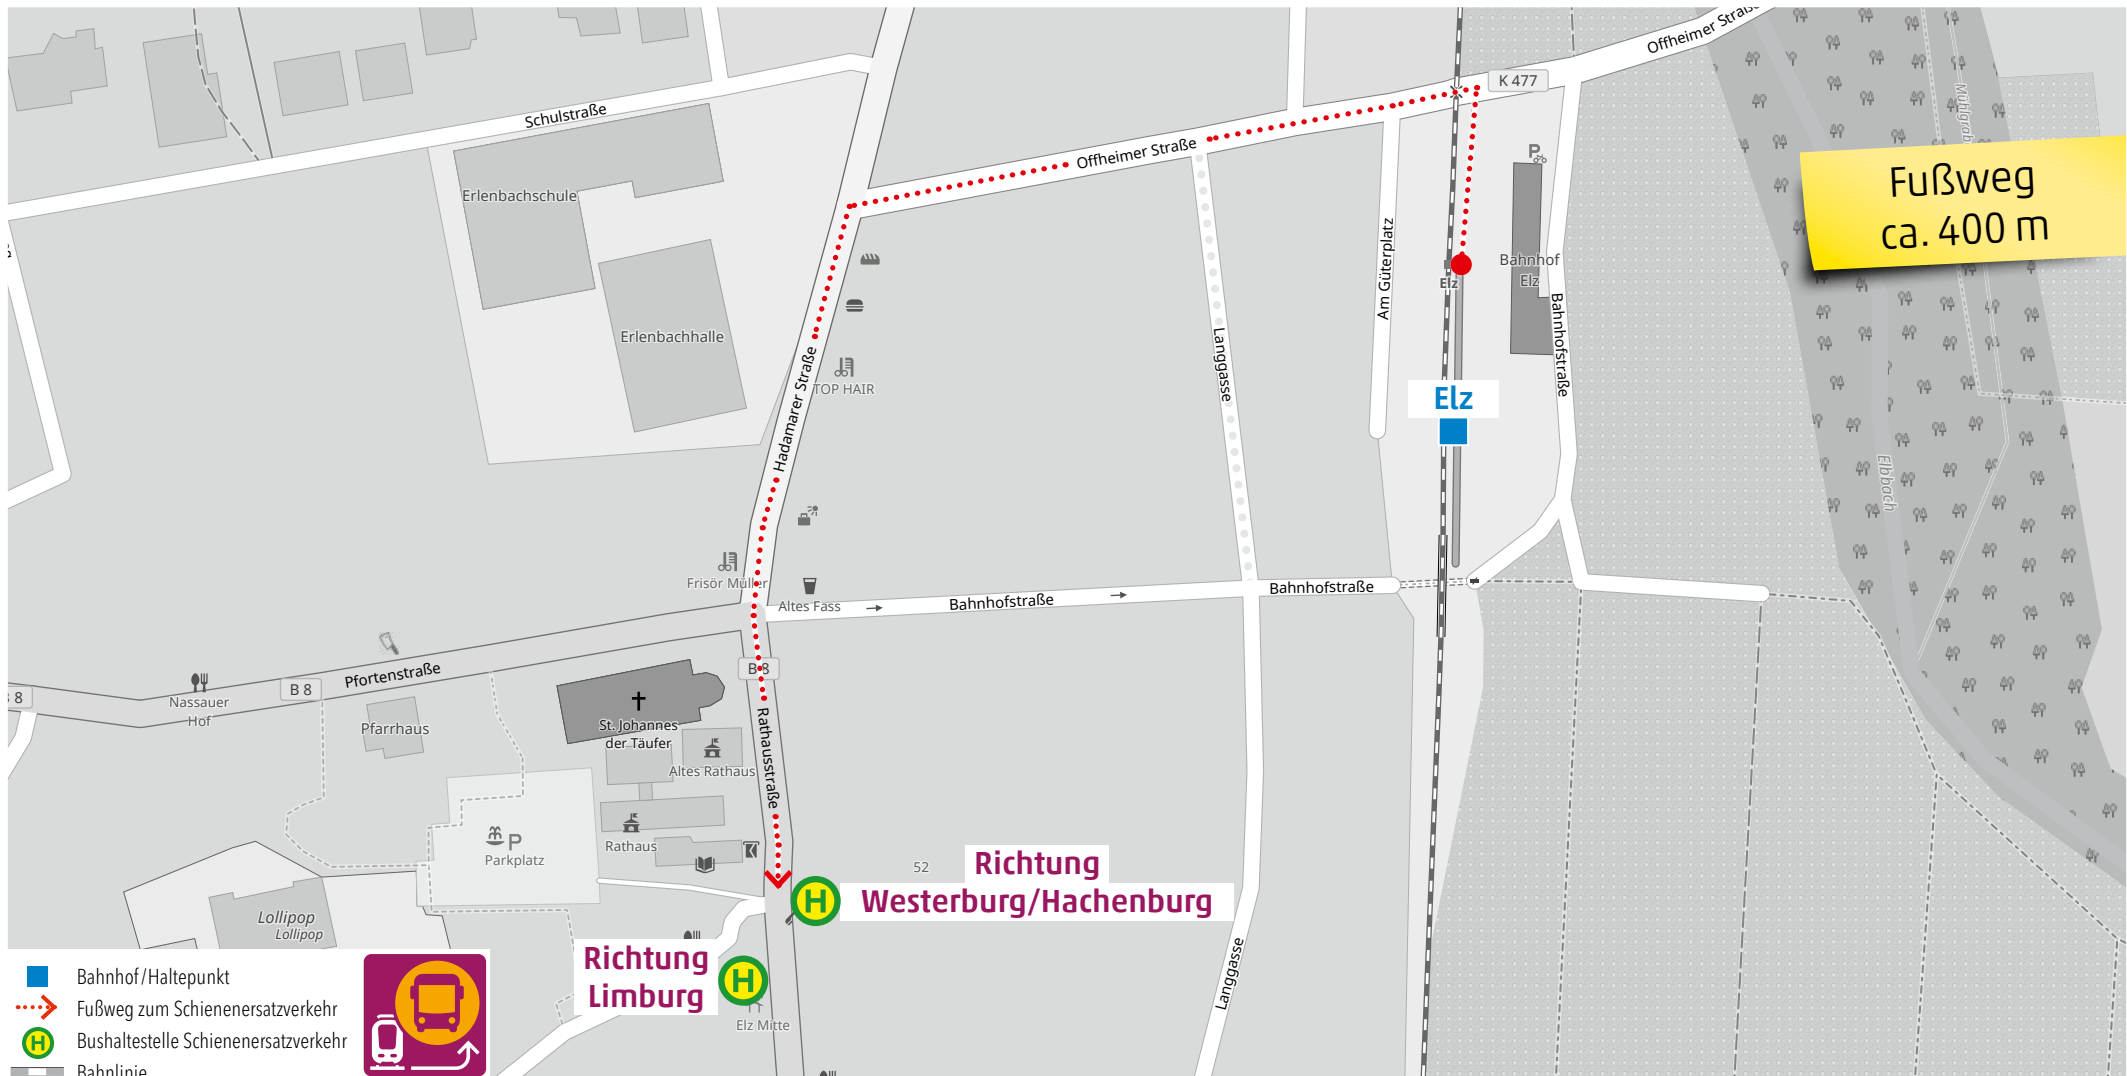 Offheimer Straße
K 477
Schulstraße
Mühlgrab
Offheimer Straße
Fußweg
ca. 400 m
P
Erlenbachschule
Am Güterplatz
Bahnhof
Elz
Elz
Erlenbachhalle
Hadamarer Straße
TOP HAIR
Langgasse
Bahnhofstraße
Elz
Elbbach
Frisör Müller
Altes Fass
Bahnhofstraße
Bahnhofstraße
B 8
Pfortenstraße
B 8
8
Nassauer
Hof
Pfarrhaus
St. Johannes
der Täufer
Rathausstraße
Altes Rathaus
Rathaus
P
Parkplatz
52
Richtung
Westerburg/Hachenburg
H
Lollipop
Lollipop
Langgasse
Richtung
Limburg
H
Elz Mitte
Bahnhof/Haltepunkt
Fußweg zum Schienenersatzverkehr
H
Bushaltestelle Schienenersatzverkehr
Bahnlinie